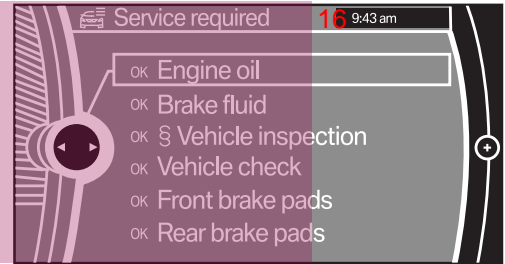 Service required 16 9:43 am
OK Engine oil
OK Brake fluid
OK § Vehicle inspection
OK Vehicle check
OK Front brake pads
OK Rear brake pads